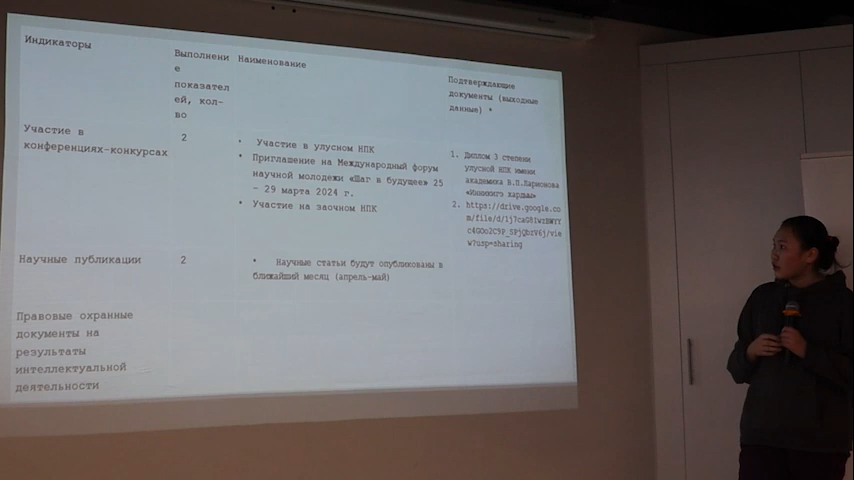 Индикаторы
Выполнени
е
показател
ей, кол-
во
Наименование
Подтверждающие
документы (выходные
данные) *
Участие в
конференциях-конкурсах
2
• Участие в улусном НПК
• Приглашение на Международный форум
научной молодежи «Шаг в будущее» 25
– 29 марта 2024 г.
• Участие на заочном НПК
1. Диплом 3 степени
улусной НПК имени
академика В.П.Ларионова
«Инникигэ хардыы»
2. https://drive.google.co
Научные публикации
2
• Научные статьи будут опубликованы в
ближайший месяц (апрель-май)
Правовые охранные
документы на
результаты
интеллектуальной
деятельности